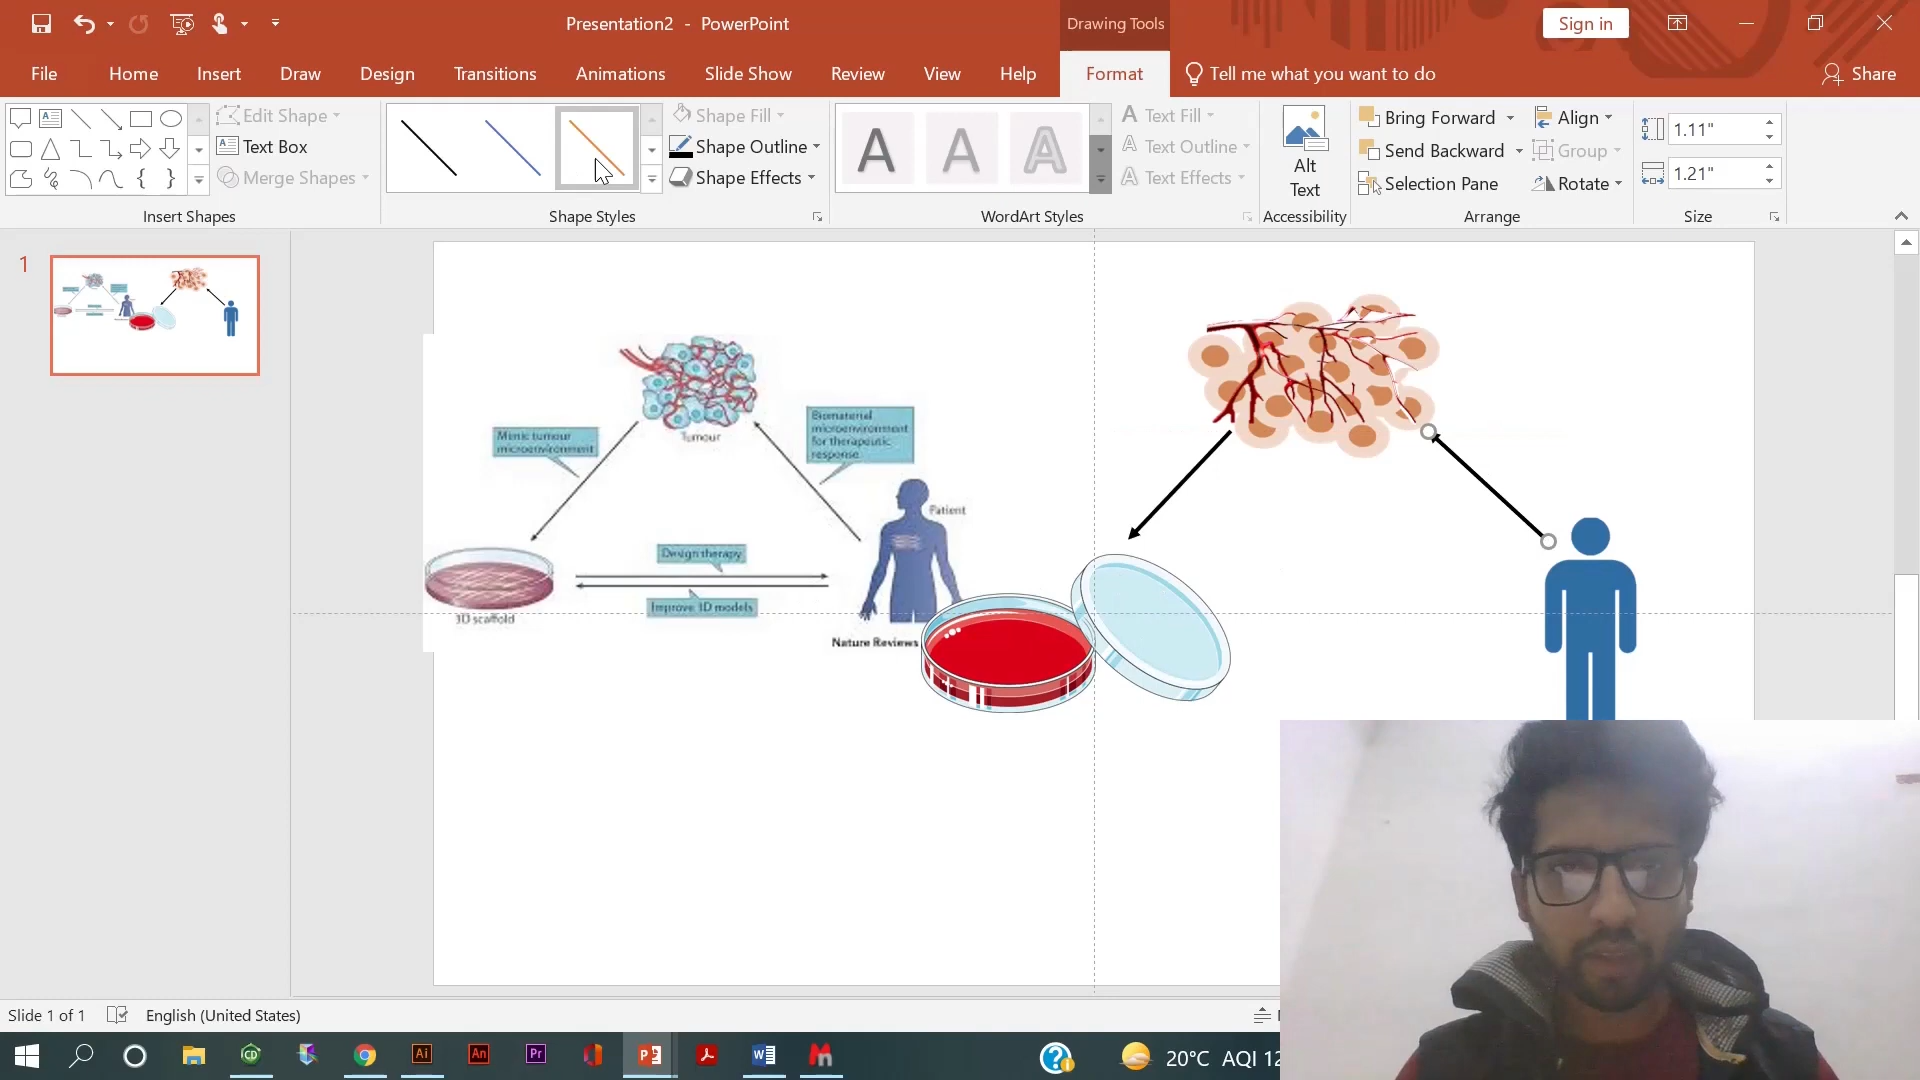 Presentation2 - PowerPoint
Drawing Tools
Sign in
File
Home
Insert
Draw
Design
Transitions
Animations
Slide Show
Review
View
Help
Format
Tell me what you want to do
Share
Edit Shape
Text Box
Merge Shapes
Insert Shapes
Shape Styles
Shape Fill
Shape Outline
Shape Effects
A A A
WordArt Styles
Text Fill
Text Outline
Text Effects
Alt
Text
Accessibility
Bring Forward
Send Backward
Selection Pane
Align
Group
Rotate
Arrange
1.11"
1.21"
Size
1
Tumour
Mimic tumour
microenvironment
Biomaterial
microenvironment
for therapeutic
response
Patient
Design therapy
Improve 3D models
3D scaffold
Nature Reviews
Slide 1 of 1
English (United States)
20°C AQI 12